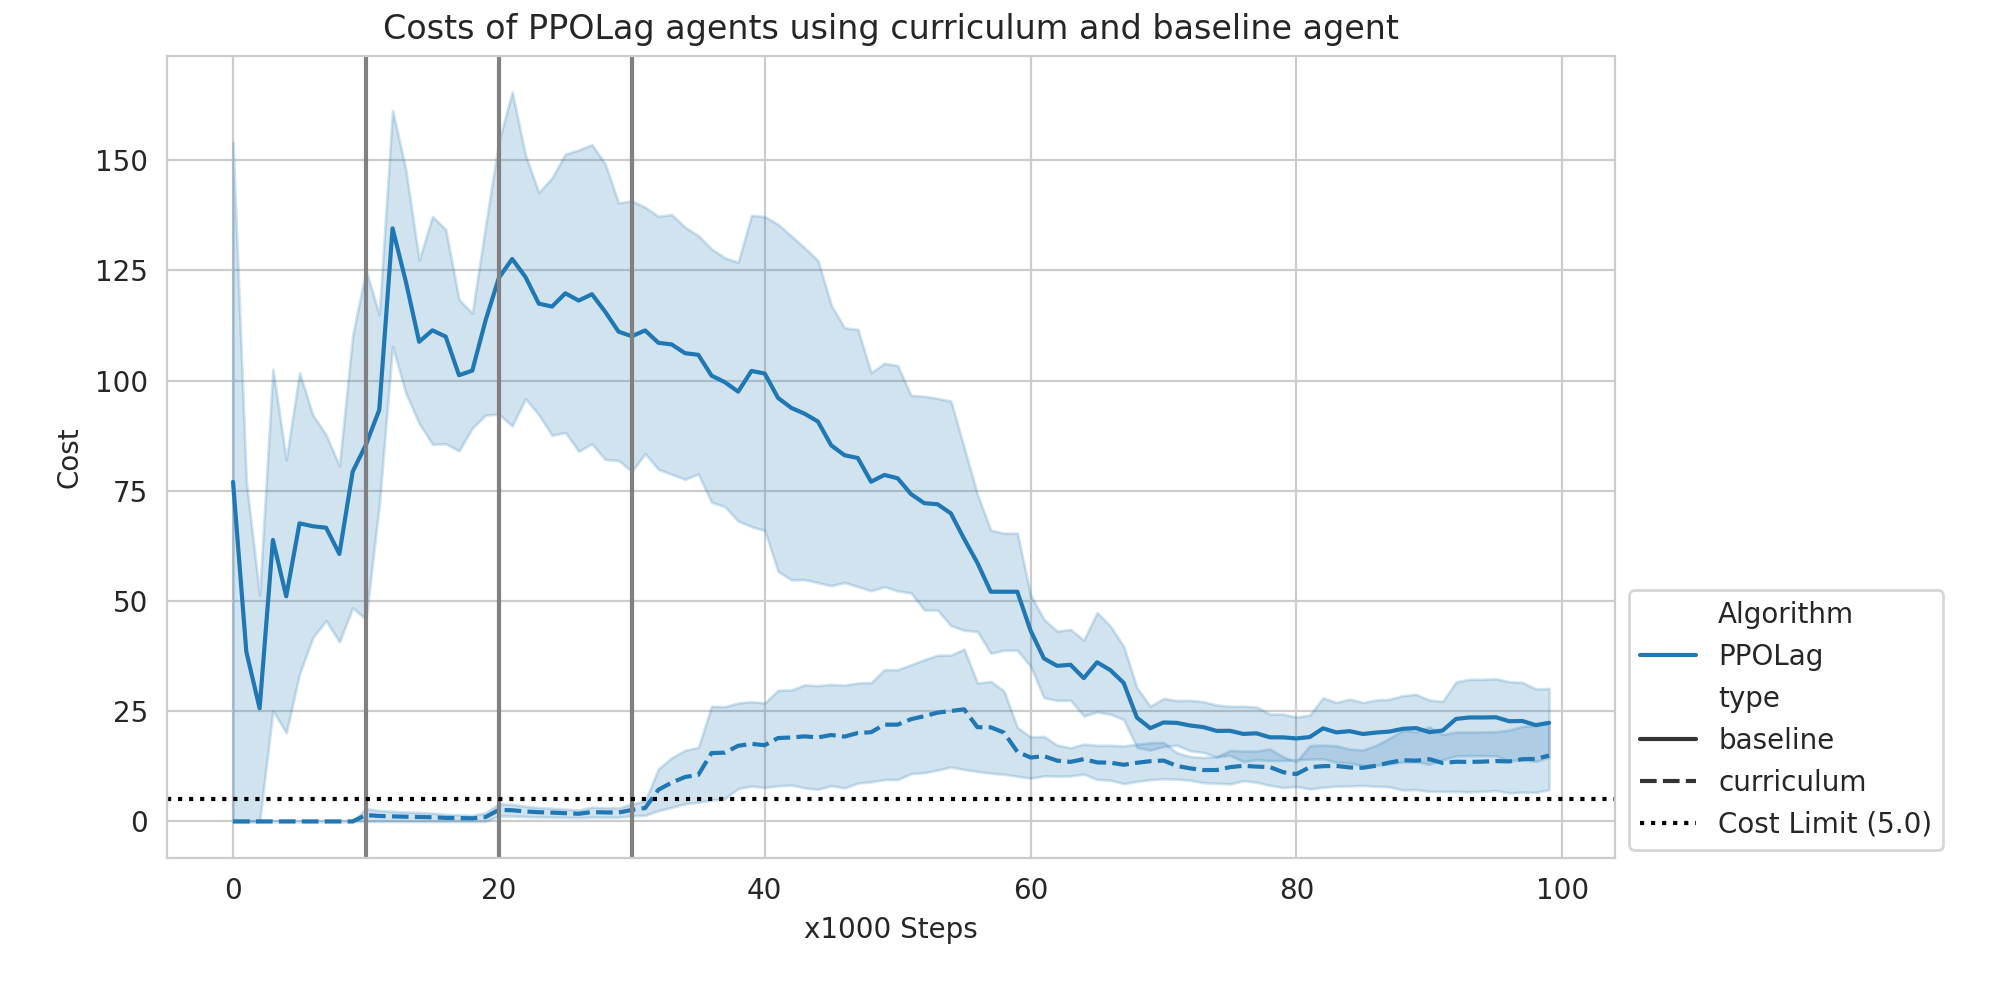 Costs of PPOLag agents using curriculum and baseline agent
Cost
150
125
100
75
50
25
0
0 20 40 60 80 100
x1000 Steps
Algorithm
PPOLag
type
baseline
curriculum
Cost Limit (5.0)